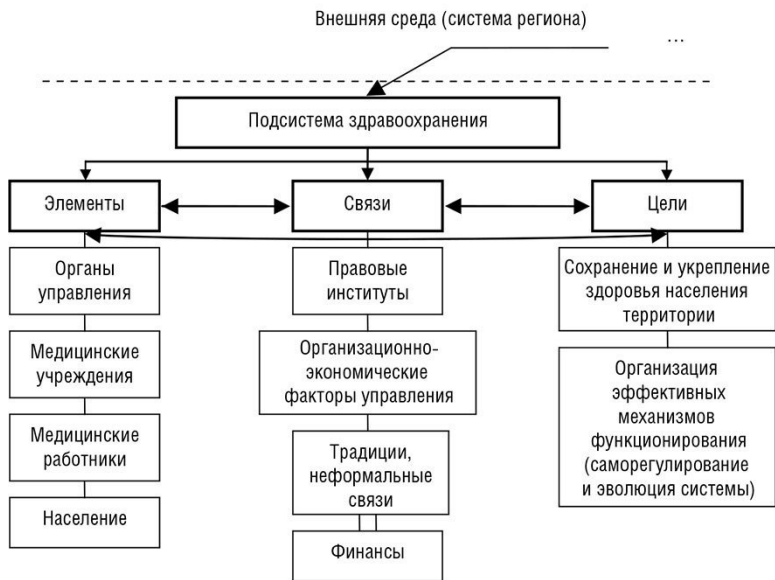 Внешняя среда (система региона)
...
Подсистема здравоохранения
Элементы
Связи
Цели
Органы
управления
Медицинские
учреждения
Медицинские
работники
Население
Правовые
институты
Организационно-
экономические
факторы управления
Традиции,
неформальные
связи
Финансы
Сохранение и укрепление
здоровья населения
территории
Организация
эффективных
механизмов
функционирования
(саморегулирование
и эволюция системы)